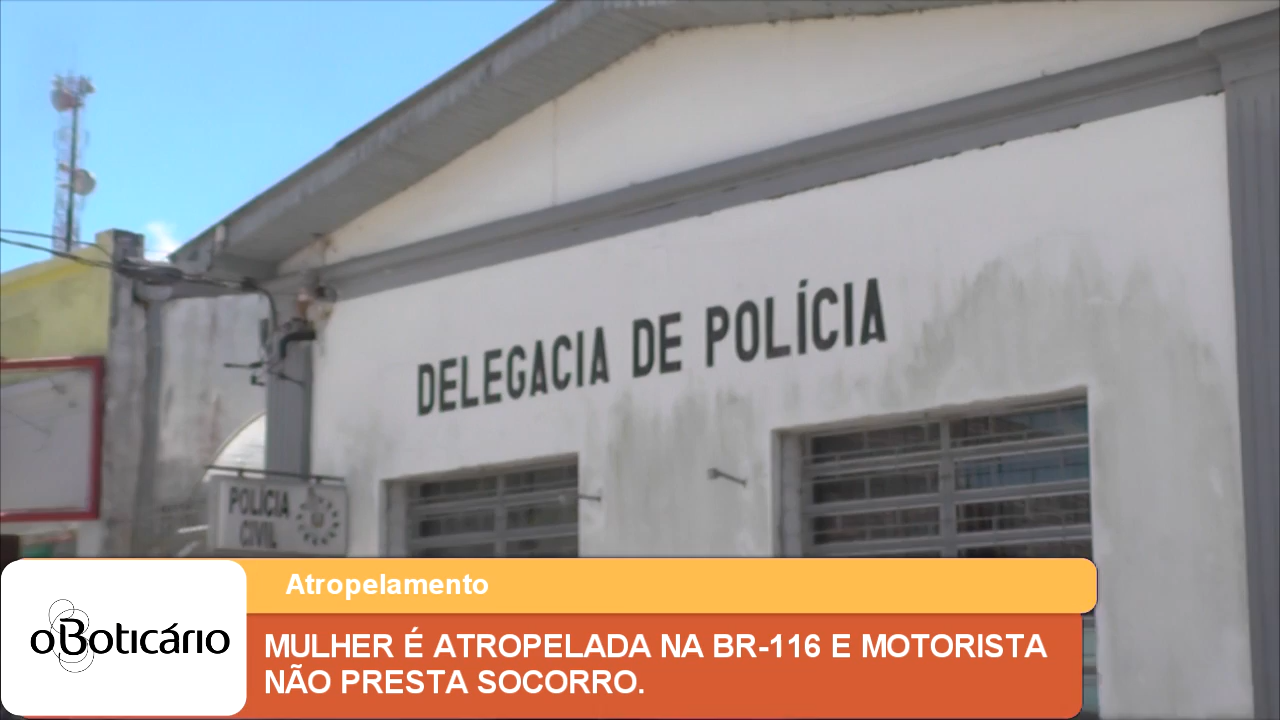 DELEGACIA DE POLÍCIA
POLÍCIA
CIVIL
Atropelamento
oBoticário
MULHER É ATROPELADA NA BR-116 E MOTORISTA
NÃO PRESTA SOCORRO.